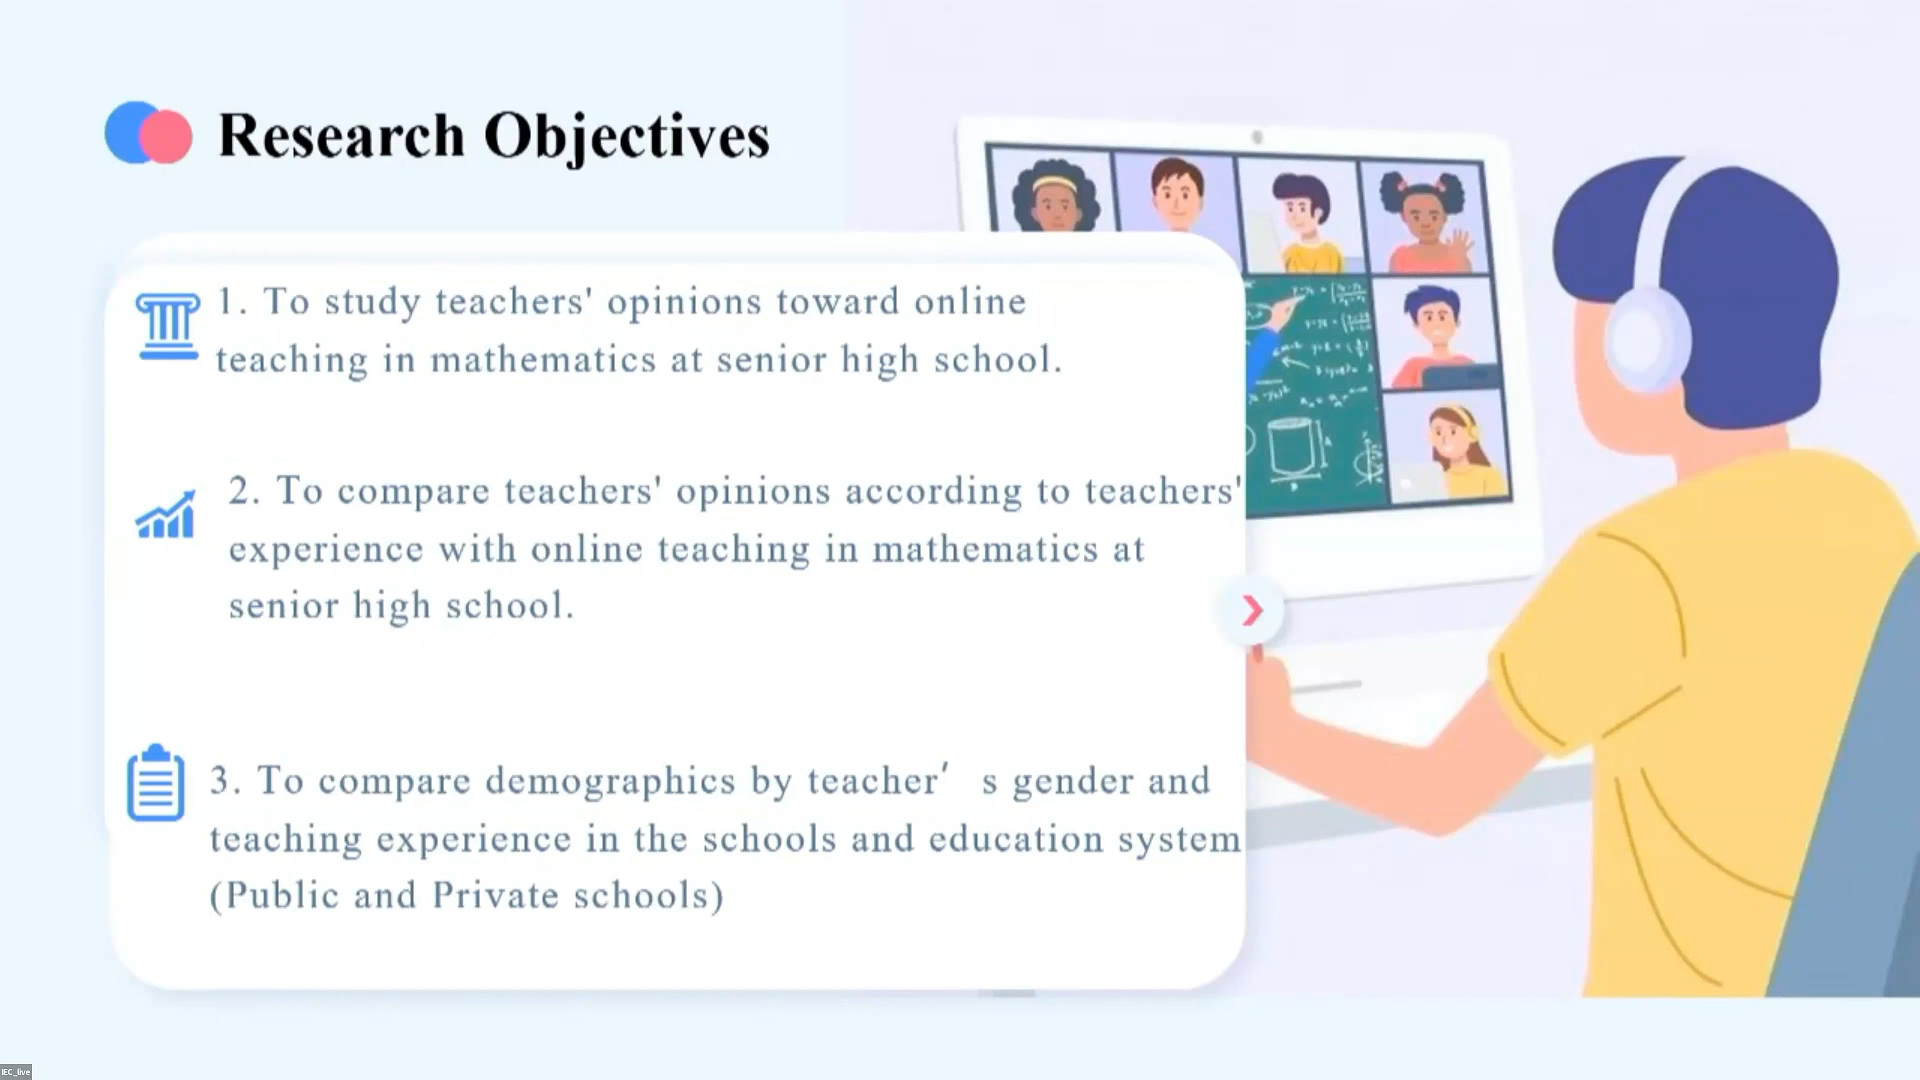 Research Objectives
1. To study teachers' opinions toward online
teaching in mathematics at senior high school.
2. To compare teachers' opinions according to teachers'
experience with online teaching in mathematics at
senior high school.
3. To compare demographics by teacher′ s gender and
teaching experience in the schools and education system
(Public and Private schools)
IEC_live